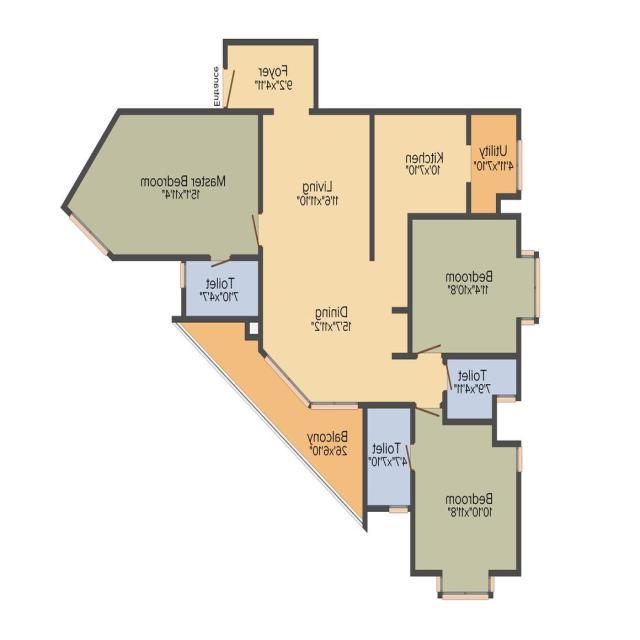 Foyer
9'2"x4'11"
Entrance
Utility
4'11"x7'10"
Kitchen
10'x7'10"
Living
11'6"x11'10"
Master Bedroom
15'1"x11'4"
Bedroom
11'4"x10'8"
Toilet
7'10"x4'7"
Dining
15'7"x11'2"
Toilet
7'9"x4'11"
Balcony
26'x6'10"
Toilet
4'7"x7'10"
Bedroom
10'10"x11'8"